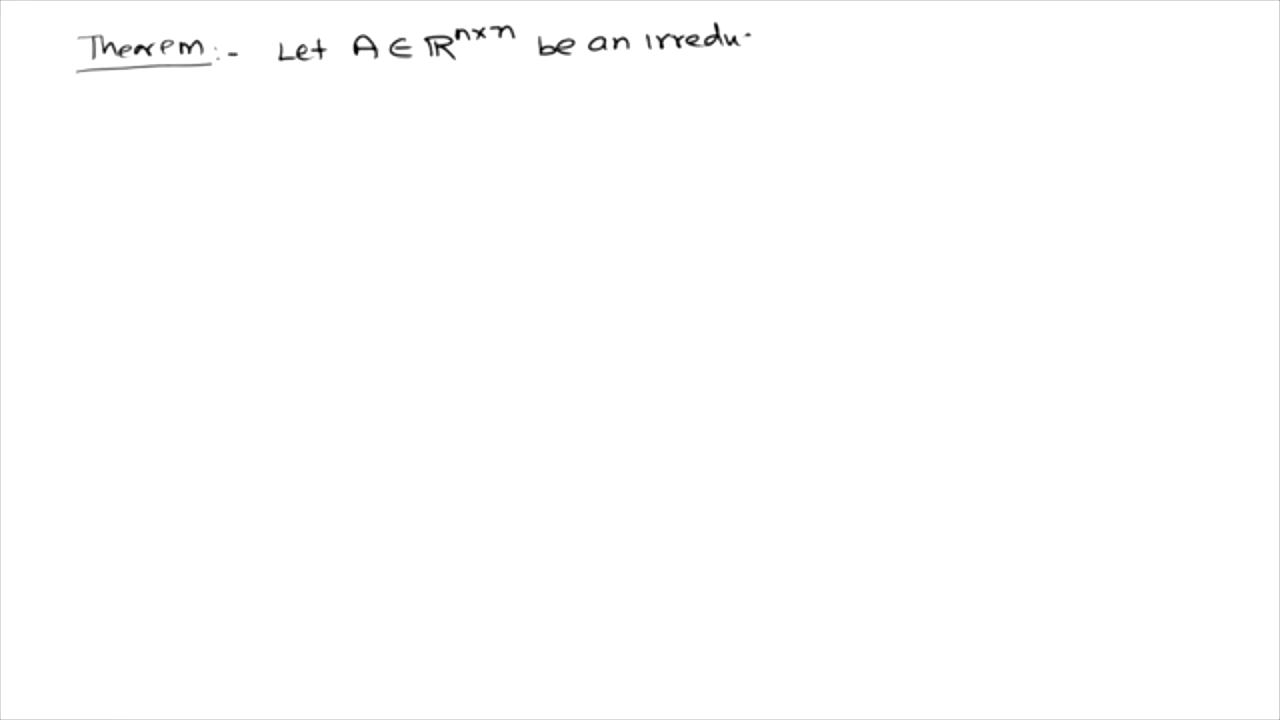 Theorem:- Let A ∈ ℝ^{n×n} be an irredu.